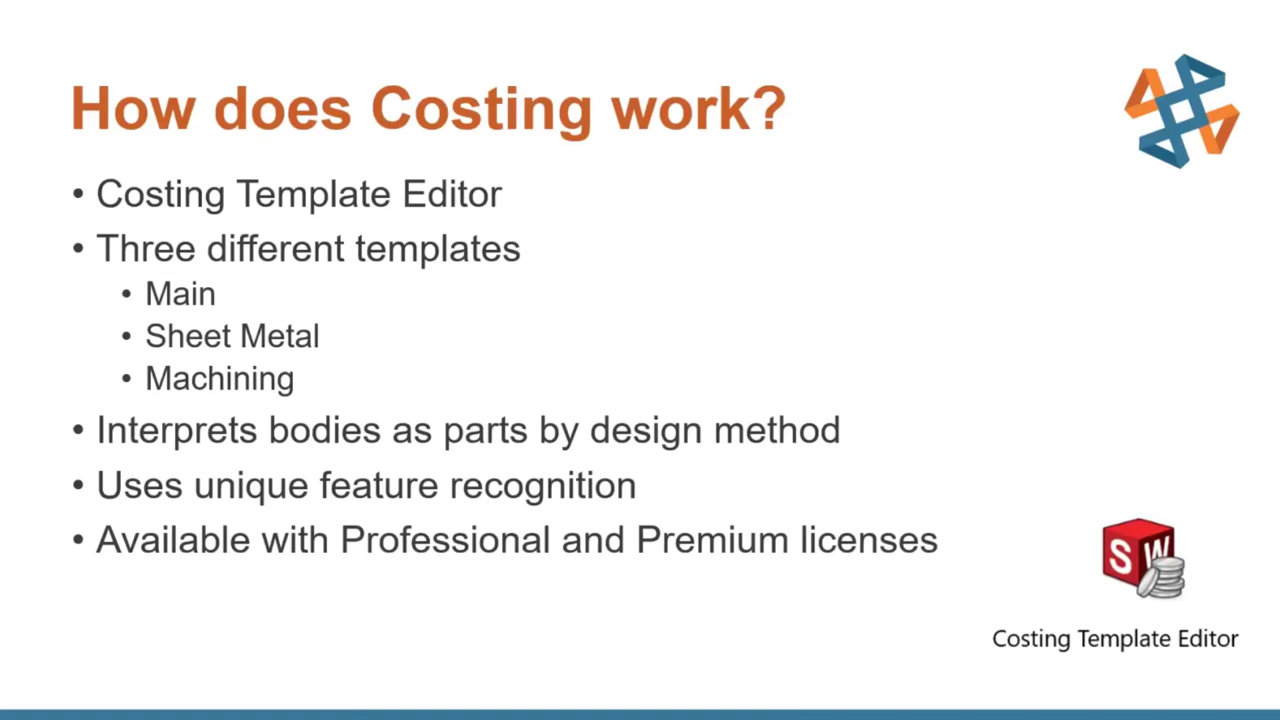 How does Costing work?
• Costing Template Editor
• Three different templates
• Main
• Sheet Metal
• Machining
• Interprets bodies as parts by design method
• Uses unique feature recognition
• Available with Professional and Premium licenses
SW
Costing Template Editor